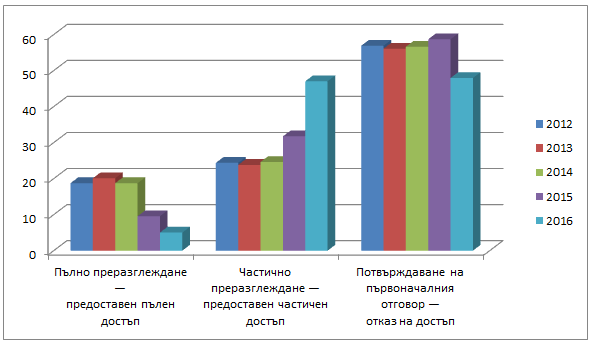 60
50
40
30
20
10
0
Пълно преразглеждане
—
предоставен пълен
достъп
Частично
преразглеждане —
предоставен частичен
достъп
Потвърждаване на
първоначалния
отговор —
отказ на достъп
2012
2013
2014
2015
2016